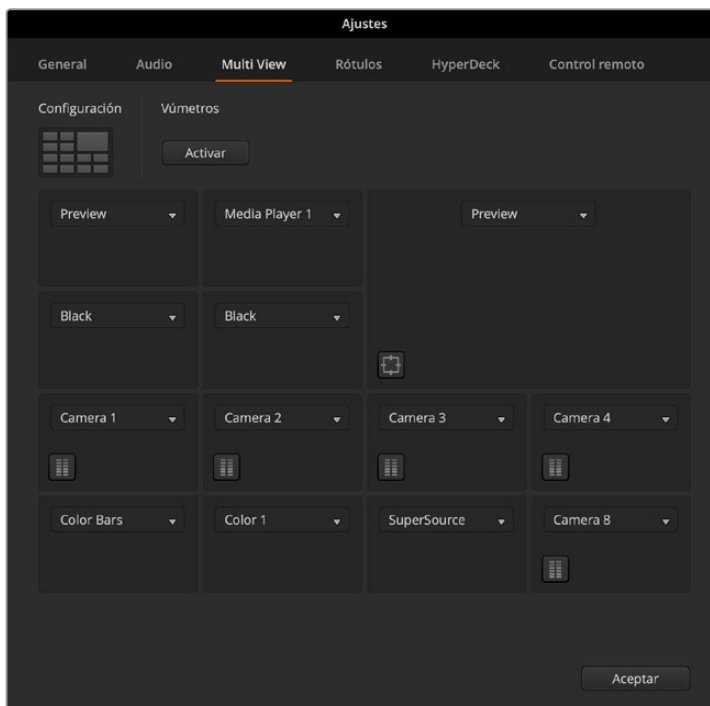 Ajustes
General Audio Multi View Rótulos HyperDeck Control remoto
Configuración Vúmetros
Activar
Preview Media Player 1 Preview
Black Black
Camera 1 Camera 2 Camera 3 Camera 4
Color Bars Color 1 SuperSource Camera 8
Aceptar